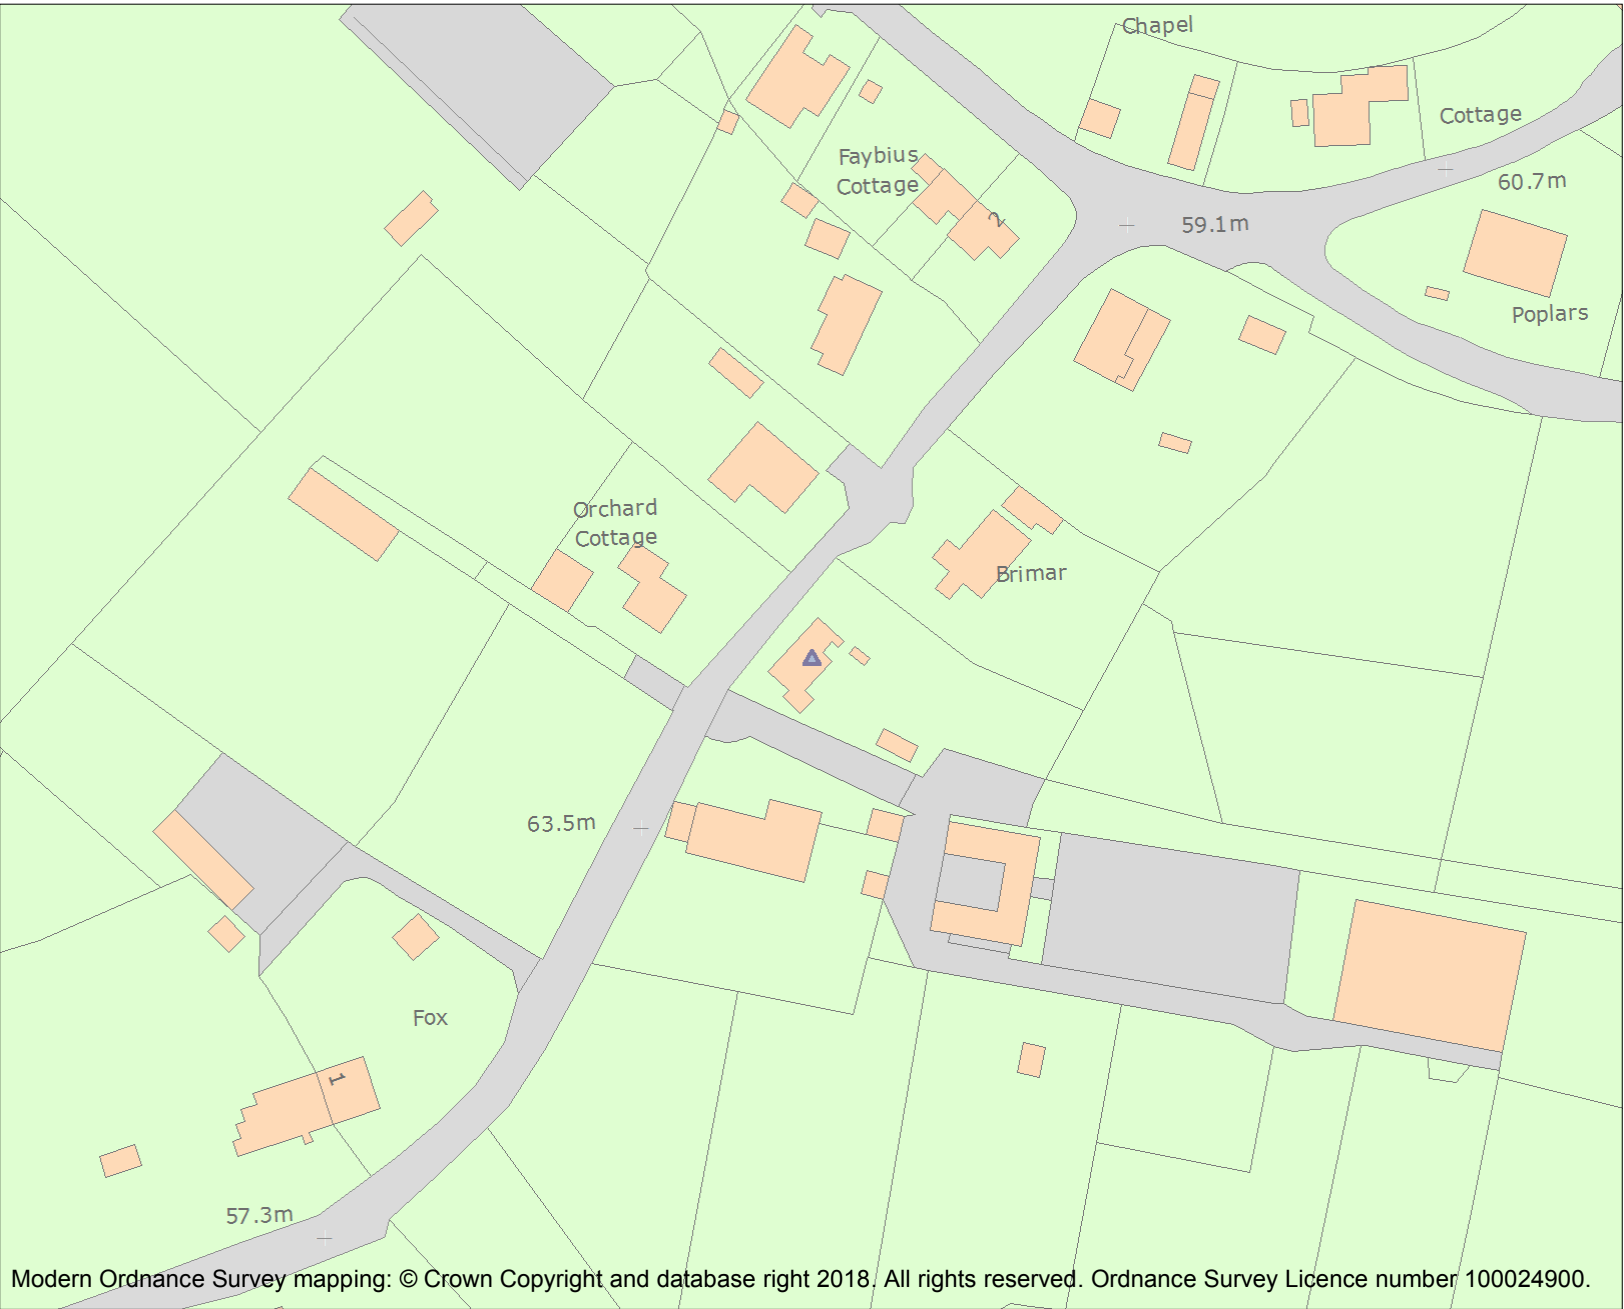 Chapel
Cottage
Faybius
Cottage
60.7m
2
59.1m
Poplars
Orchard
Cottage
Brimar
63.5m
Fox
1
57.3m
Modern Ordnance Survey mapping: © Crown Copyright and database right 2018. All rights reserved. Ordnance Survey Licence number 100024900.